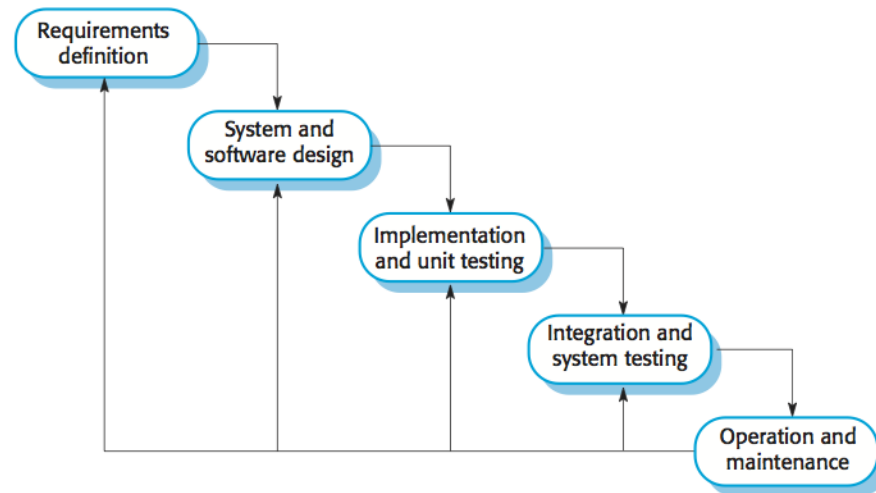 Requirements
definition
System and
software design
Implementation
and unit testing
Integration and
system testing
Operation and
maintenance